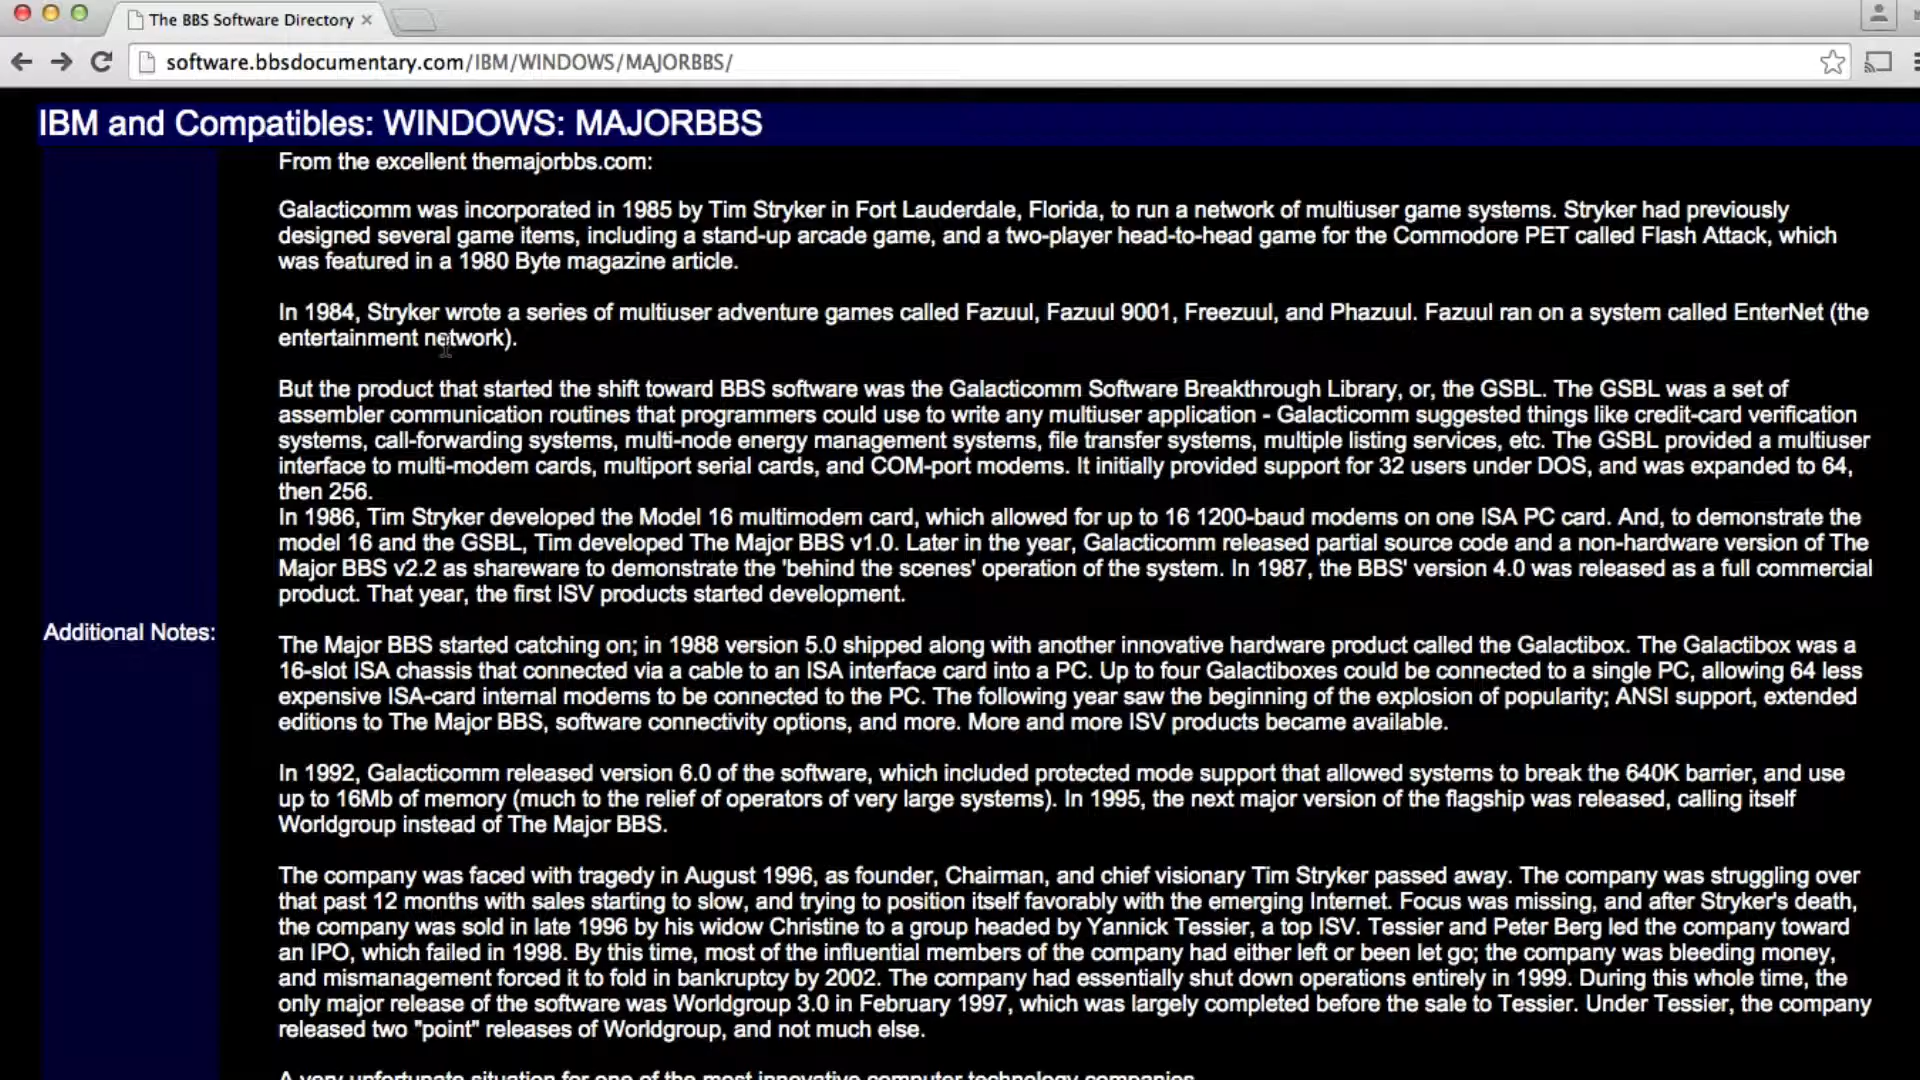 The BBS Software Directory
software.bbsdocumentary.com/IBM/WINDOWS/MAJORBBS/
IBM and Compatibles: WINDOWS: MAJORBBS
From the excellent themajorbbs.com:
Galacticomm was incorporated in 1985 by Tim Stryker in Fort Lauderdale, Florida, to run a network of multiuser game systems. Stryker had previously
designed several game items, including a stand-up arcade game, and a two-player head-to-head game for the Commodore PET called Flash Attack, which
was featured in a 1980 Byte magazine article.
In 1984, Stryker wrote a series of multiuser adventure games called Fazuul, Fazuul 9001, Freezuul, and Phazuul. Fazuul ran on a system called EnterNet (the
entertainment network).
But the product that started the shift toward BBS software was the Galacticomm Software Breakthrough Library, or, the GSBL. The GSBL was a set of
assembler communication routines that programmers could use to write any multiuser application - Galacticomm suggested things like credit-card verification
systems, call-forwarding systems, multi-node energy management systems, file transfer systems, multiple listing services, etc. The GSBL provided a multiuser
interface to multi-modem cards, multiport serial cards, and COM-port modems. It initially provided support for 32 users under DOS, and was expanded to 64,
then 256.
In 1986, Tim Stryker developed the Model 16 multimodem card, which allowed for up to 16 1200-baud modems on one ISA PC card. And, to demonstrate the
model 16 and the GSBL, Tim developed The Major BBS v1.0. Later in the year, Galacticomm released partial source code and a non-hardware version of The
Major BBS v2.2 as shareware to demonstrate the 'behind the scenes' operation of the system. In 1987, the BBS' version 4.0 was released as a full commercial
product. That year, the first ISV products started development.
Additional Notes:
The Major BBS started catching on; in 1988 version 5.0 shipped along with another innovative hardware product called the Galactibox. The Galactibox was a
16-slot ISA chassis that connected via a cable to an ISA interface card into a PC. Up to four Galactiboxes could be connected to a single PC, allowing 64 less
expensive ISA-card internal modems to be connected to the PC. The following year saw the beginning of the explosion of popularity; ANSI support, extended
editions to The Major BBS, software connectivity options, and more. More and more ISV products became available.
In 1992, Galacticomm released version 6.0 of the software, which included protected mode support that allowed systems to break the 640K barrier, and use
up to 16Mb of memory (much to the relief of operators of very large systems). In 1995, the next major version of the flagship was released, calling itself
Worldgroup instead of The Major BBS.
The company was faced with tragedy in August 1996, as founder, Chairman, and chief visionary Tim Stryker passed away. The company was struggling over
that past 12 months with sales starting to slow, and trying to position itself favorably with the emerging Internet. Focus was missing, and after Stryker's death,
the company was sold in late 1996 by his widow Christine to a group headed by Yannick Tessier, a top ISV. Tessier and Peter Berg led the company toward
an IPO, which failed in 1998. By this time, most of the influential members of the company had either left or been let go; the company was bleeding money,
and mismanagement forced it to fold in bankruptcy by 2002. The company had essentially shut down operations entirely in 1999. During this whole time, the
only major release of the software was Worldgroup 3.0 in February 1997, which was largely completed before the sale to Tessier. Under Tessier, the company
released two "point" releases of Worldgroup, and not much else.
A very unfortunate situation for one of the most innovative computer technology companies